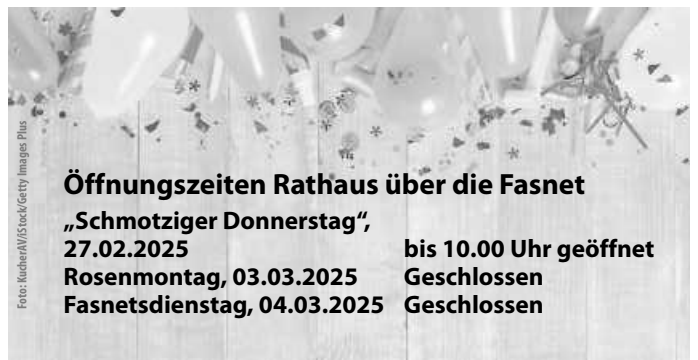 Öffnungszeiten Rathaus über die Fasnet
„Schmotziger Donnerstag“,
27.02.2025 bis 10.00 Uhr geöffnet
Rosenmontag, 03.03.2025 Geschlossen
Fasnetsdienstag, 04.03.2025 Geschlossen
Foto: KucherAV/iStock/Getty Images Plus